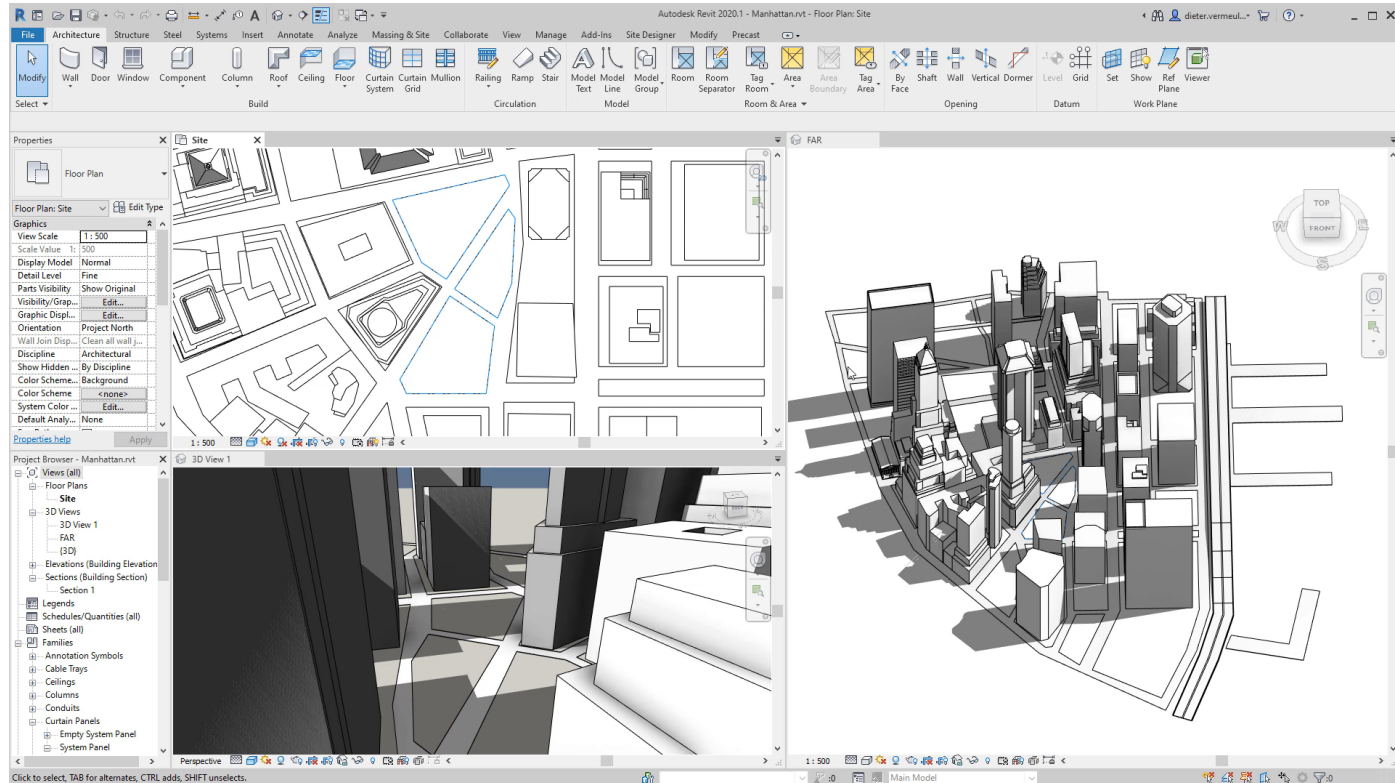 Autodesk Revit 2020.1 - Manhattan.rvt - Floor Plan: Site
dieter.vermeul...
File Architecture Structure Steel Systems Insert Annotate Analyze Massing & Site Collaborate View Manage Add-Ins Site Designer Modify Precast
Modify Wall Door Window Component Column Roof Ceiling Floor Curtain System Curtain Grid Mullion Railing Ramp Stair Model Text Model Line Model Group Room Room Separator Tag Room Area Area Boundary Tag Area By Face Shaft Wall Vertical Dormer Level Grid Set Show Ref Plane Viewer
Select Build Circulation Model Room & Area Opening Datum Work Plane
Properties
Floor Plan
Floor Plan: Site Edit Type
Graphics
View Scale 1 : 500
Scale Value 1: 500
Display Model Normal
Detail Level Fine
Parts Visibility Show Original
Visibility/Grap... Edit...
Graphic Displ... Edit...
Orientation Project North
Wall Join Disp... Clean all wall j...
Discipline Architectural
Show Hidden ... By Discipline
Color Scheme... Background
Color Scheme <none>
System Color ... Edit...
Default Analy... None
Properties help Apply
Project Browser - Manhattan.rvt
Views (all)
Floor Plans
Site
3D Views
3D View 1
FAR
{3D}
Elevations (Building Elevation
Sections (Building Section)
Section 1
Legends
Schedules/Quantities (all)
Sheets (all)
Families
Annotation Symbols
Cable Trays
Ceilings
Columns
Conduits
Curtain Panels
Empty System Panel
System Panel
Site
1 : 500
3D View 1
Perspective
FAR
TOP
FRONT
W
E
S
1 : 500
Click to select, TAB for alternates, CTRL adds, SHIFT unselects.
:0
Main Model
:0